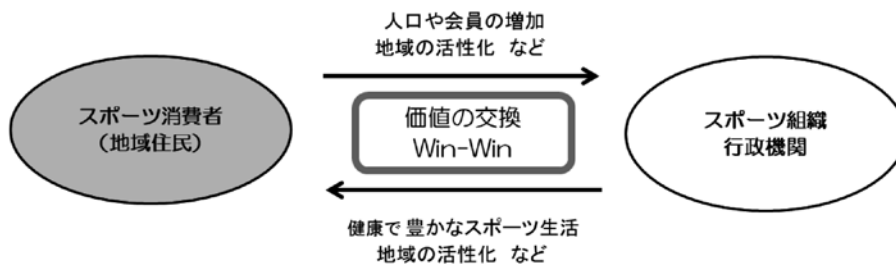 人口や会員の増加
地域の活性化 など
スポーツ消費者
（地域住民）
価値の交換
Win-Win
スポーツ組織
行政機関
健康で豊かなスポーツ生活
地域の活性化 など